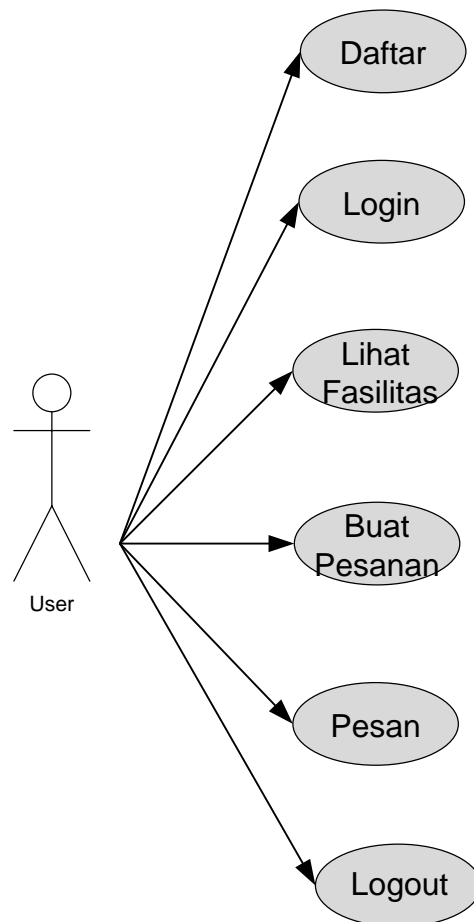 Daftar
Login
Lihat
Fasilitas
Buat
Pesanan
User
Pesan
Logout